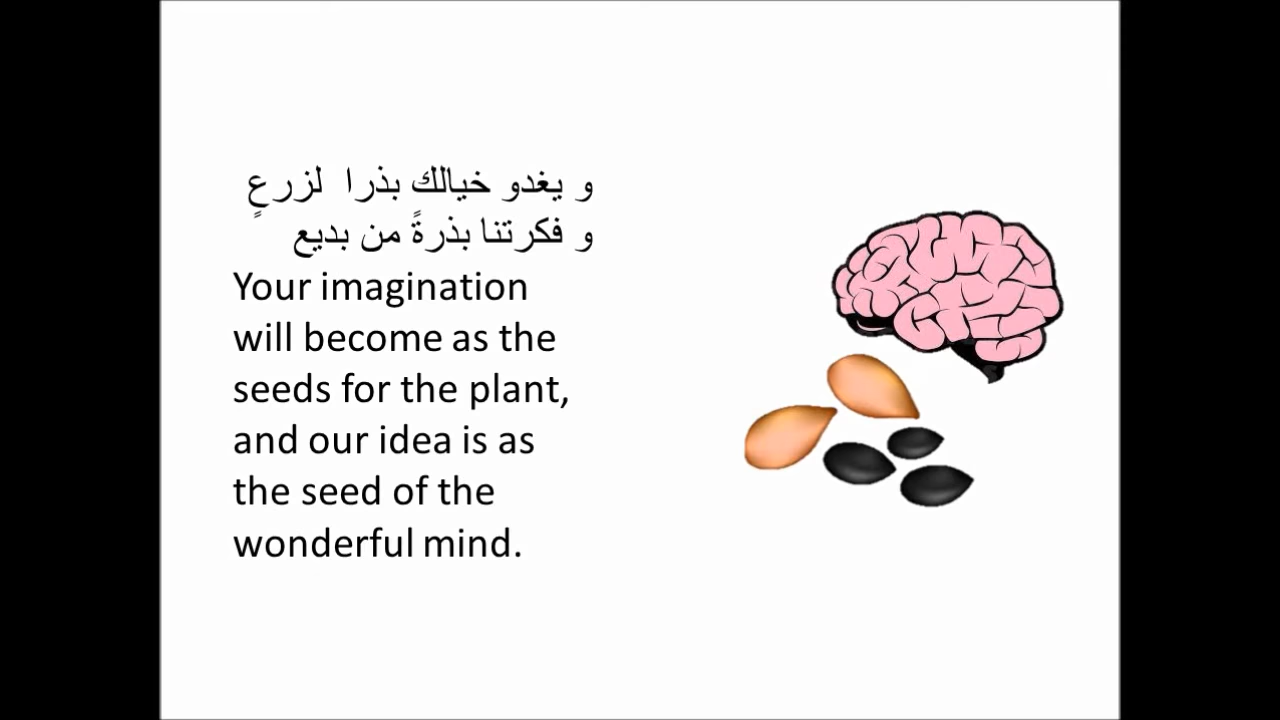 و يغدو خيالك بذرا لزرعٍ
و فكرتنا بذرةً من بديع
Your imagination
will become as the
seeds for the plant,
and our idea is as
the seed of the
wonderful mind.